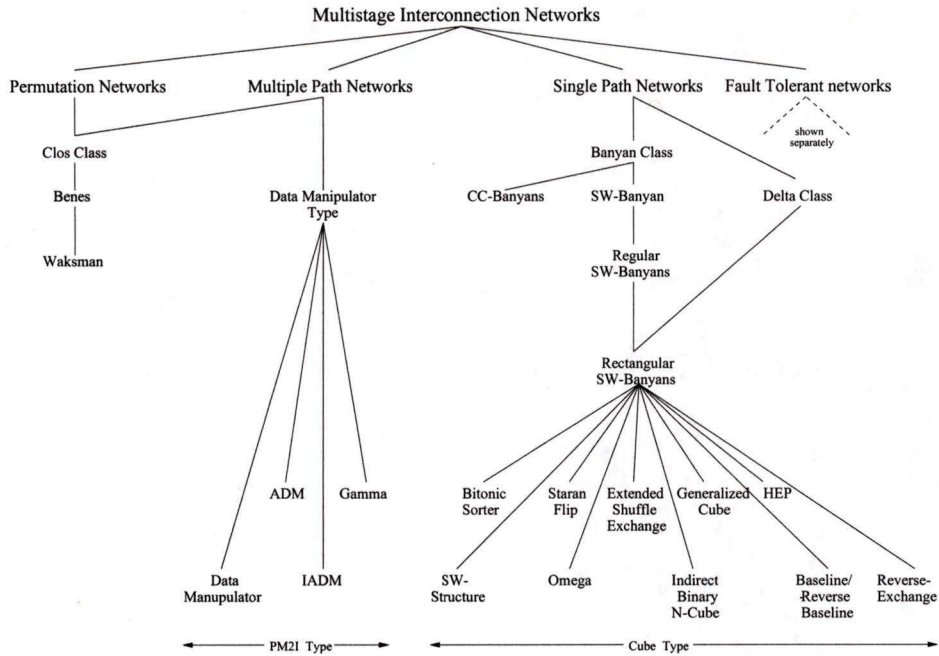 Multistage Interconnection Networks
Permutation Networks
Multiple Path Networks
Single Path Networks
Fault Tolerant networks
shown
separately
Clos Class
Banyan Class
Benes
Data Manipulator
Type
CC-Banyans
SW-Banyan
Delta Class
Waksman
Regular
SW-Banyans
Rectangular
SW-Banyans
ADM
Gamma
Bitonic
Sorter
Staran
Flip
Extended
Shuffle
Exchange
Generalized
Cube
HEP
Data
Manupulator
IADM
SW-
Structure
Omega
Indirect
Binary
N-Cube
Baseline/
Reverse
Baseline
Reverse-
Exchange
PM2I Type
Cube Type